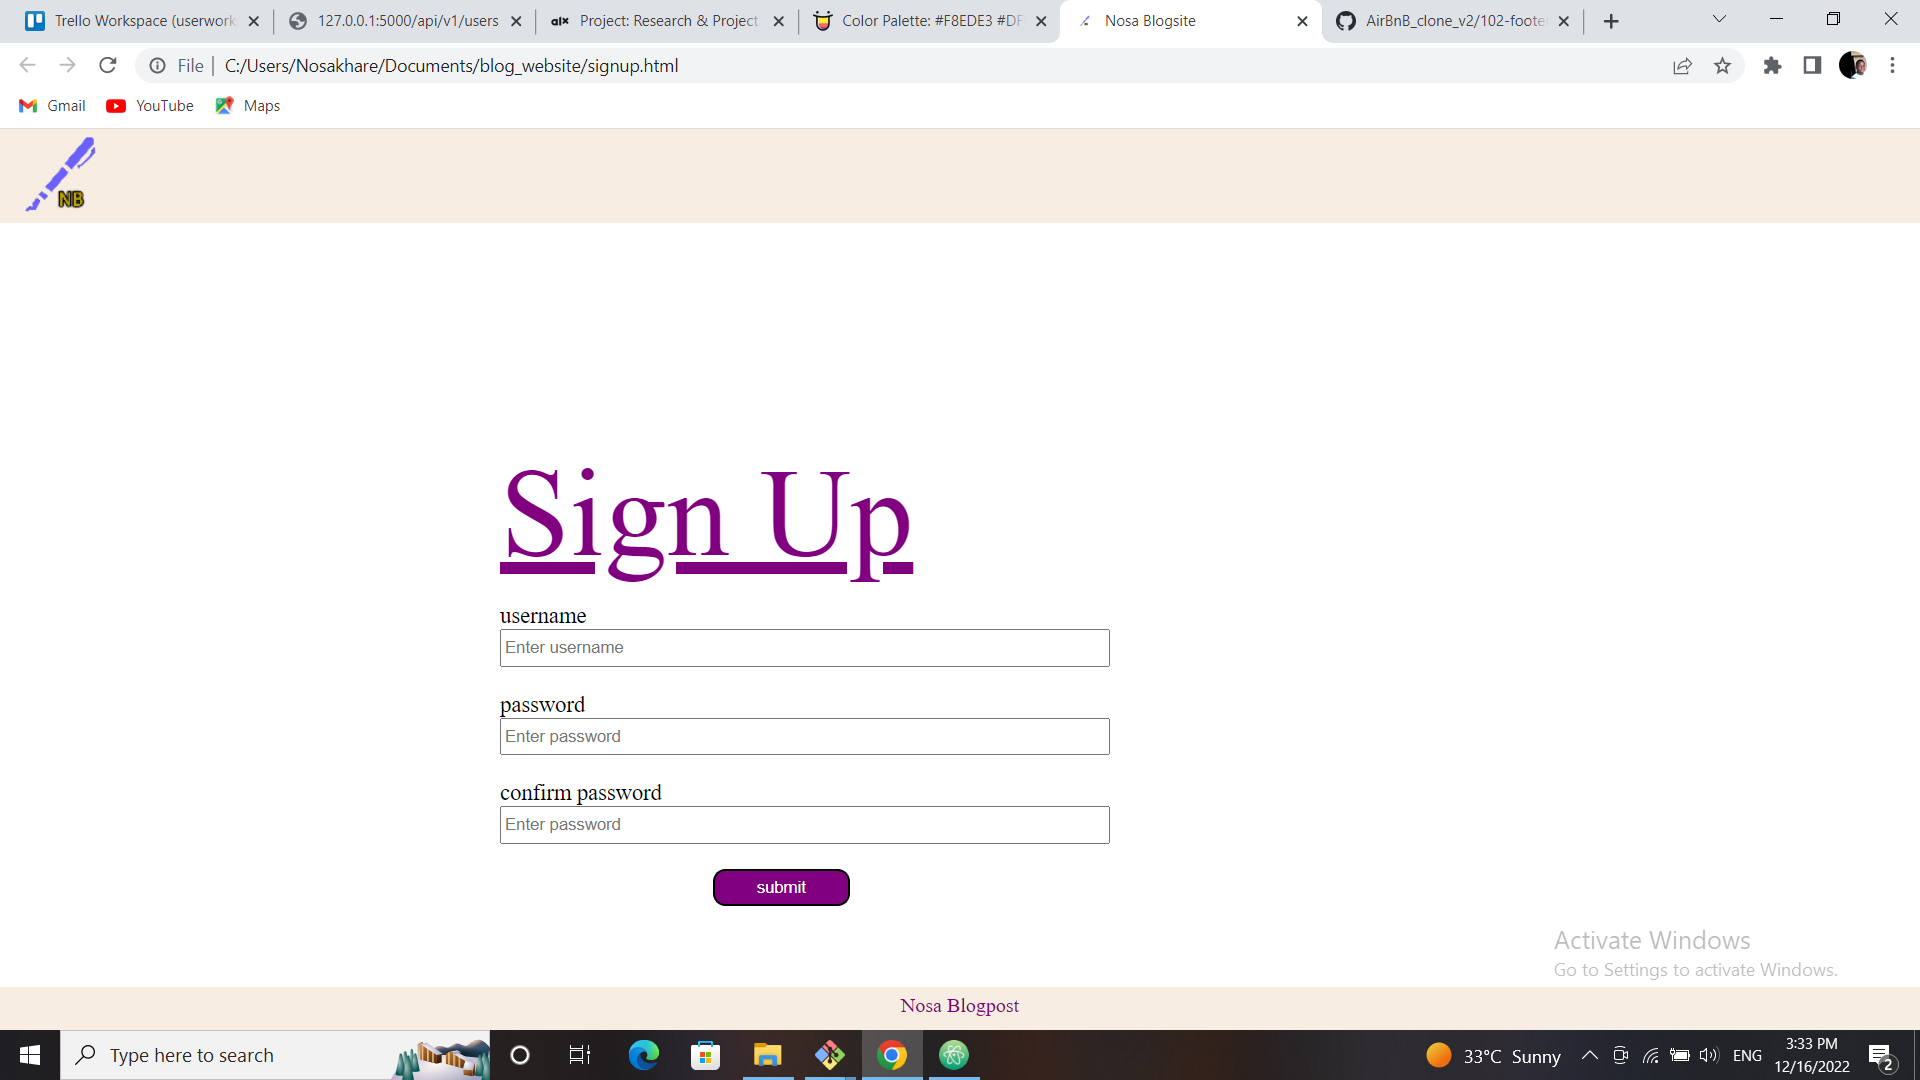 Trello Workspace (userwork
127.0.0.1:5000/api/v1/users
alx Project: Research & Project
Color Palette: #F8EDE3 #DF
Nosa Blogsite
AirBnB_clone_v2/102-foote
File | C:/Users/Nosakhare/Documents/blog_website/signup.html
Gmail YouTube Maps
NB
Sign Up
username
Enter username
password
Enter password
confirm password
Enter password
submit
Activate Windows
Go to Settings to activate Windows.
Nosa Blogpost
Type here to search
33°C Sunny
ENG
3:33 PM
12/16/2022
2